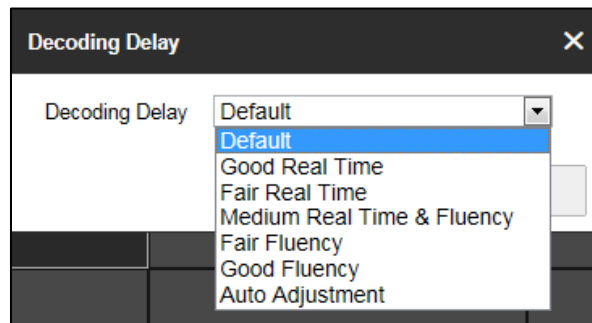 Decoding Delay
Decoding Delay Default
Default
Good Real Time
Fair Real Time
Medium Real Time & Fluency
Fair Fluency
Good Fluency
Auto Adjustment